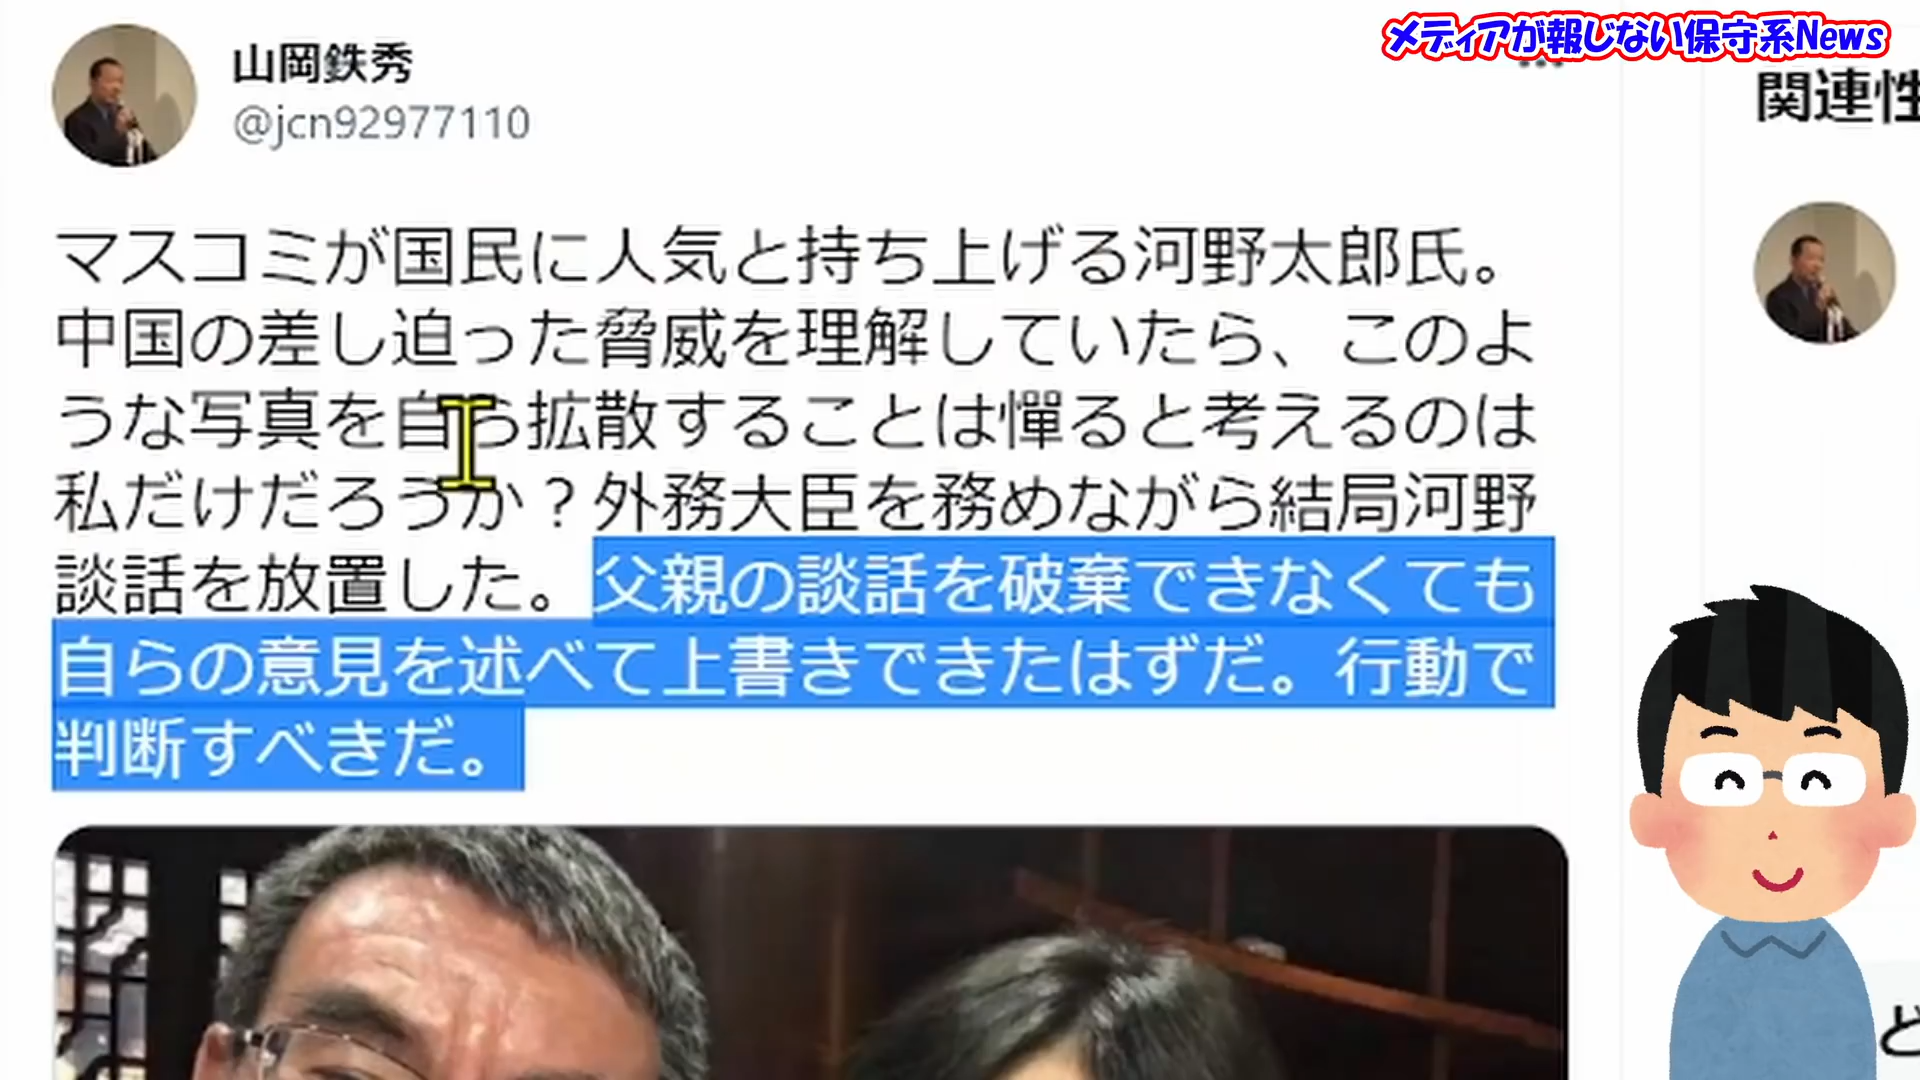 メディアが報じない保守系News
山岡鉄秀
@jcn92977110
マスコミが国民に人気と持ち上げる河野太郎氏。
中国の差し迫った脅威を理解していたら、このよ
うな写真を自ら拡散することは憚ると考えるのは
私だけだろうか？外務大臣を務めながら結局河野
談話を放置した。父親の談話を破棄できなくても
自らの意見を述べて上書きできたはずだ。行動で
判断すべきだ。
関連性
ど